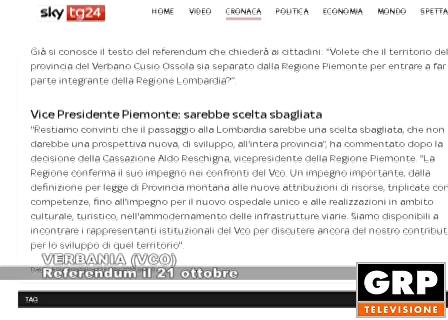 sky tg24 HOME VIDEO CRONACA POLITICA ECONOMIA MONDO SPETTA
Già si conosce il testo del referendum che chiederà ai cittadini: "Volete che il territorio del
provincia del Verbano Cusio Ossola sia separato dalla Regione Piemonte per entrare a far
parte integrante della Regione Lombardia?".
Vice Presidente Piemonte: sarebbe scelta sbagliata
"Restiamo convinti che il passaggio alla Lombardia sarebbe una scelta sbagliata, che non
darebbe una prospettiva nuova, di sviluppo, all'intera provincia", ha commentato dopo la
decisione della Cassazione Aldo Reschigna, vicepresidente della Regione Piemonte. "La
Regione conferma il suo impegno nei confronti del Vco. Un impegno importante, dalla
definizione per legge di Provincia montana alle nuove attribuzioni di risorse, triplicate con
competenze, fino all'impegno per il nuovo ospedale unico e alle realizzazioni in ambito
culturale, turistico, nell'ammodernamento delle infrastrutture viarie. Siamo disponibili a
incontrare i rappresentanti istituzionali del Vco per discutere ancora del nostro contribut
per lo sviluppo di quel territorio".
VERBANIA (VCO)
Referendum il 21 ottobre
GRP
TELEVISIONE
TAG